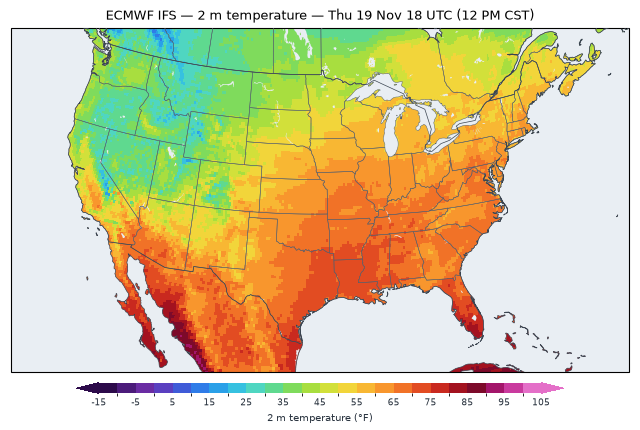 ECMWF IFS — 2 m temperature — Thu 19 Nov 18 UTC (12 PM CST)
-15 -5 5 15 25 35 45 55 65 75 85 95 105
2 m temperature (°F)